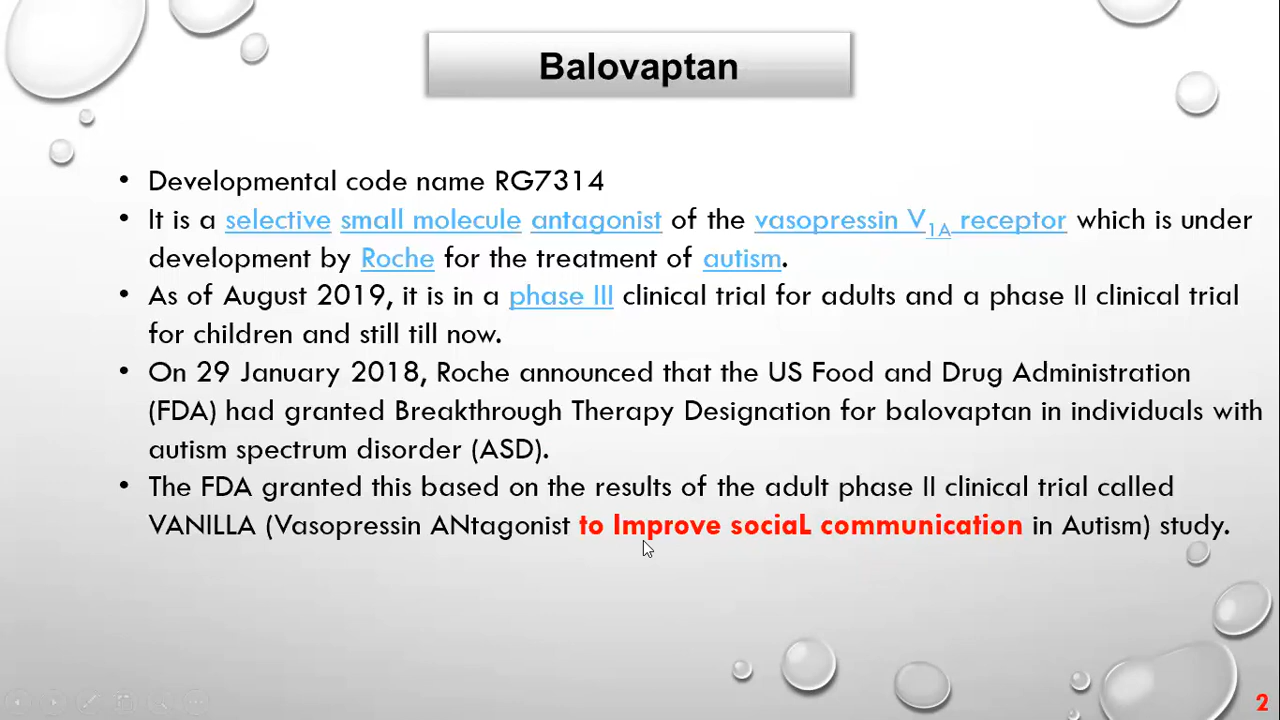 Balovaptan
• Developmental code name RG7314
• It is a selective small molecule antagonist of the vasopressin V1A receptor which is under
development by Roche for the treatment of autism.
• As of August 2019, it is in a phase III clinical trial for adults and a phase II clinical trial
for children and still till now.
• On 29 January 2018, Roche announced that the US Food and Drug Administration
(FDA) had granted Breakthrough Therapy Designation for balovaptan in individuals with
autism spectrum disorder (ASD).
• The FDA granted this based on the results of the adult phase II clinical trial called
VANILLA (Vasopressin ANtagonist to Improve sociaL communication in Autism) study.
2